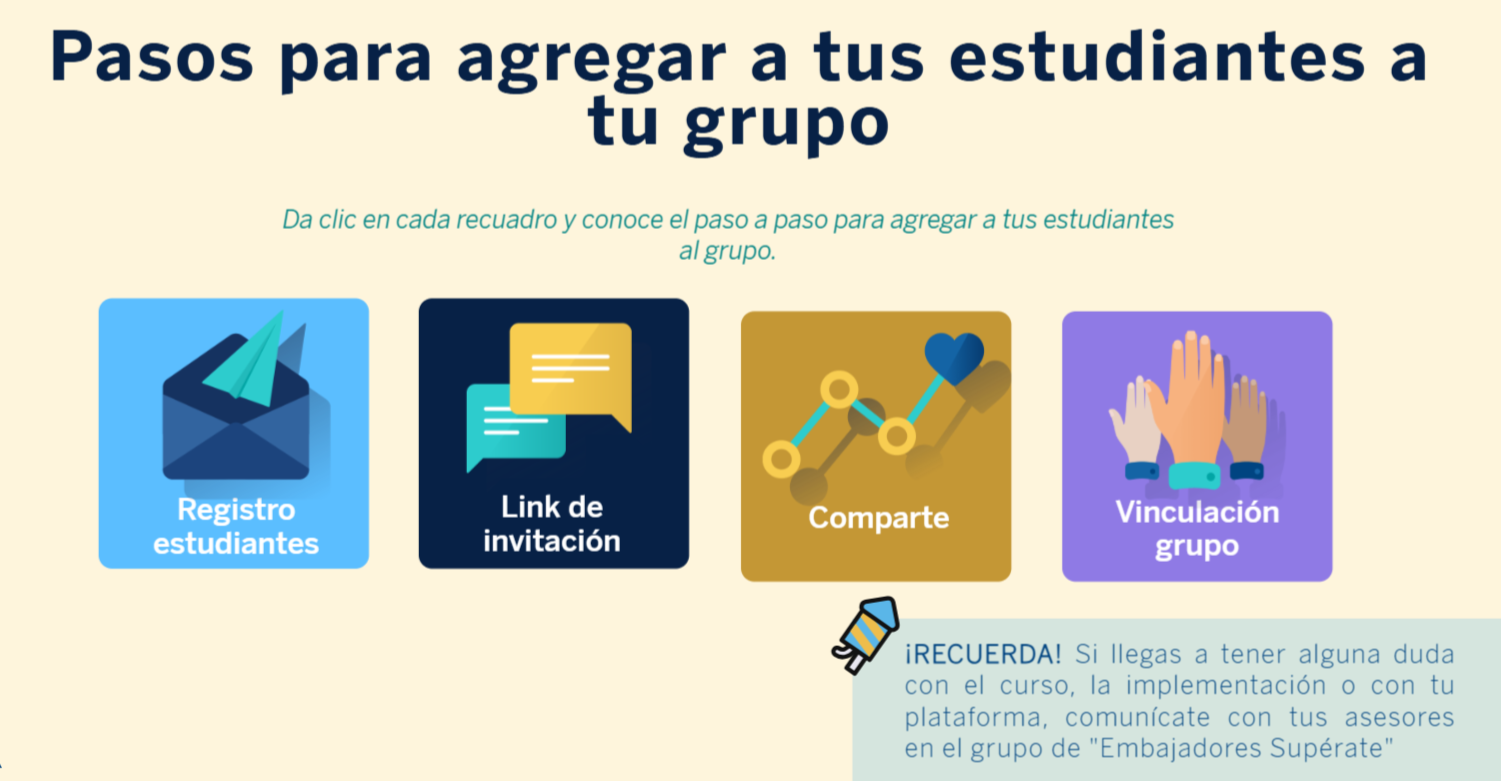 Pasos para agregar a tus estudiantes a
tu grupo
Da clic en cada recuadro y conoce el paso a paso para agregar a tus estudiantes
al grupo.
Registro
estudiantes
Link de
invitación
Comparte
Vinculación
grupo
¡RECUERDA! Si llegas a tener alguna duda
con el curso, la implementación o con tu
plataforma, comunícate con tus asesores
en el grupo de "Embajadores Supérate"